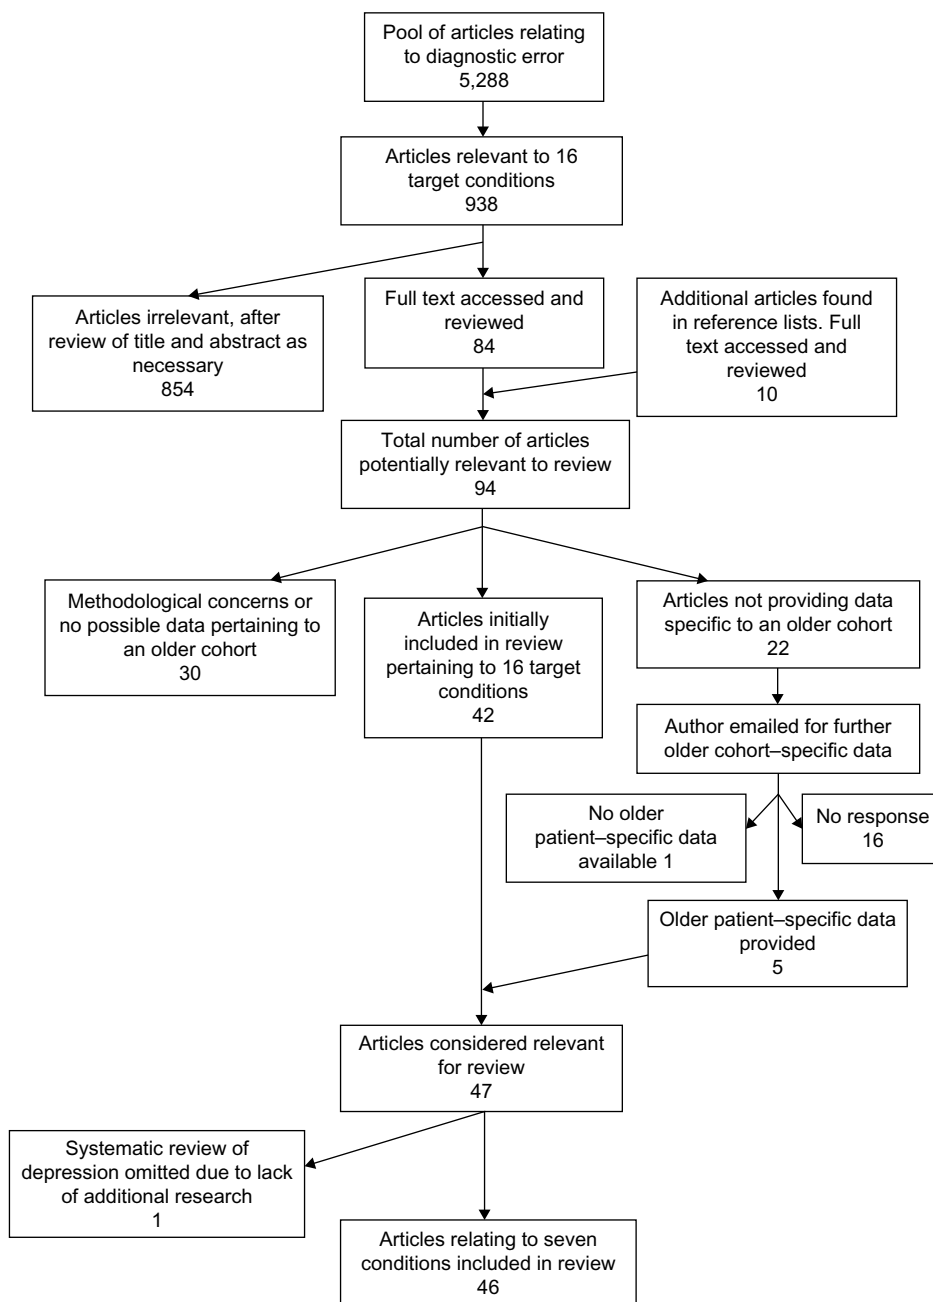 Pool of articles relating
to diagnostic error
5,288
Articles relevant to 16
target conditions
938
Articles irrelevant, after
review of title and abstract as
necessary
854
Full text accessed and
reviewed
84
Additional articles found
in reference lists. Full
text accessed and
reviewed
10
Total number of articles
potentially relevant to review
94
Methodological concerns or
no possible data pertaining to
an older cohort
30
Articles initially
included in review
pertaining to 16 target
conditions
42
Articles not providing data
specific to an older cohort
22
Author emailed for further
older cohort–specific data
No older
patient–specific data
available 1
No response
16
Older patient–specific data
provided
5
Articles considered relevant
for review
47
Systematic review of
depression omitted due to lack
of additional research
1
Articles relating to seven
conditions included in review
46